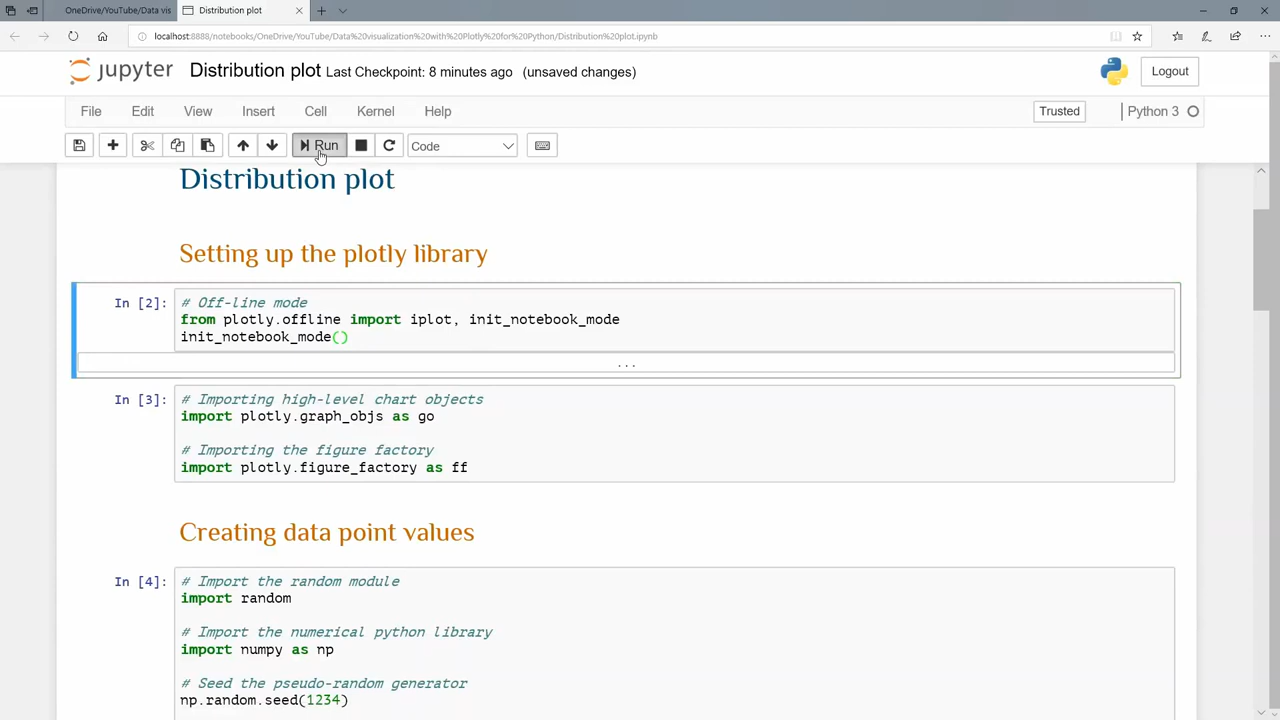 OneDrive/YouTube/Data vis
Distribution plot
localhost:8888/notebooks/OneDrive/YouTube/Data%20visualization%20with%20Plotly%20for%20Python/Distribution%20plot.ipynb
jupyter Distribution plot Last Checkpoint: 8 minutes ago (unsaved changes) Logout
File Edit View Insert Cell Kernel Help Trusted Python 3
Run Code
Distribution plot
Setting up the plotly library
In [2]: # Off-line mode
from plotly.offline import iplot, init_notebook_mode
init_notebook_mode()
...
In [3]: # Importing high-level chart objects
import plotly.graph_objs as go
# Importing the figure factory
import plotly.figure_factory as ff
Creating data point values
In [4]: # Import the random module
import random
# Import the numerical python library
import numpy as np
# Seed the pseudo-random generator
np.random.seed(1234)